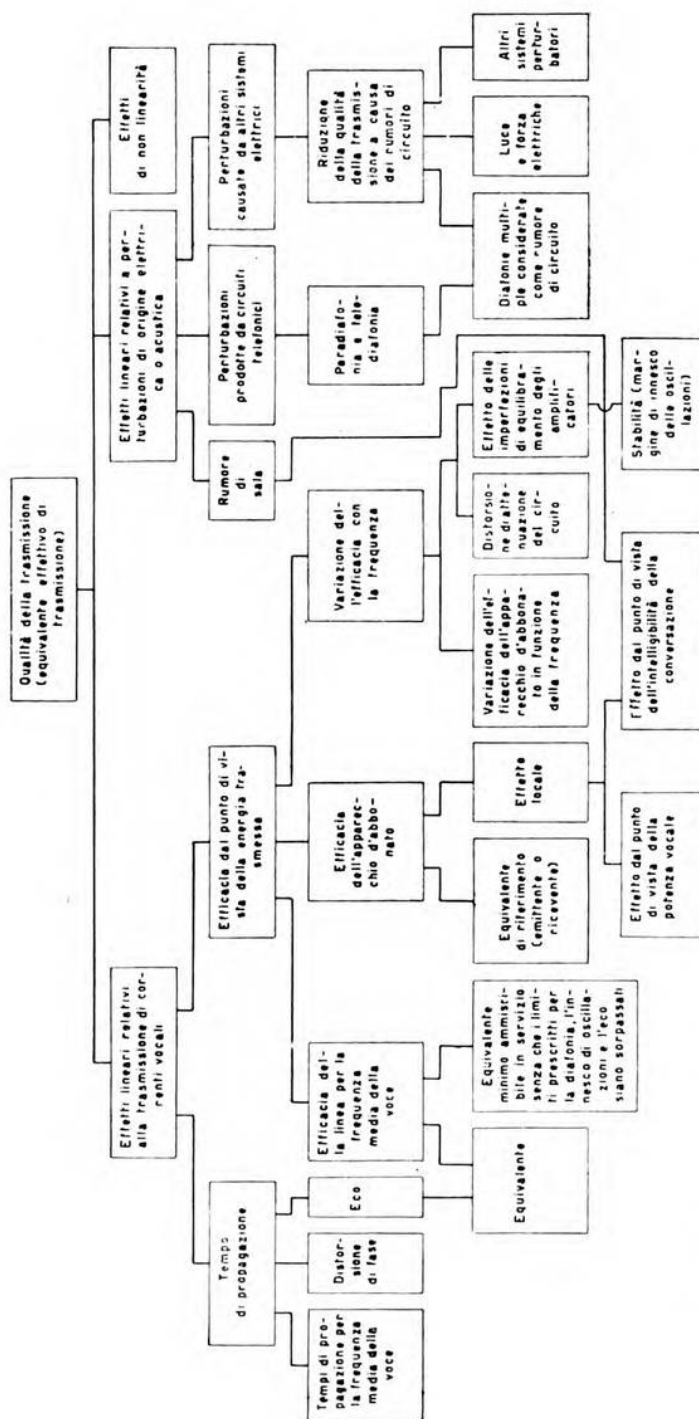 Qualità della trasmissione
(equivalente effettivo di
trasmissione)
Effetti lineari relativi
alla trasmissione di cor-
renti vocali
Effetti lineari relativi a per-
turbazioni di origine elettri-
ca o acustica
Effetti
di non linearità
Tempo
di propagazione
Efficacia dal punto di vi-
sta della energia tra-
smessa
Rumore
di
sala
Perturbazioni
prodotte da circuiti
telefonici
Perturbazioni
causate da altri sistemi
elettrici
Tempi di pro-
pagazione per
la frequenza
media della
voce
Distor-
sione
di fase
Eco
Efficacia del-
la linea per la
frequenza
media della
voce
Efficacia
dell'apparec-
chio d'abbo-
nato
Variazione del-
l'efficacia con
la frequenza
Paradiafo-
nia e tele-
diafonia
Riduzione
della qualità
della trasmis-
sione a causa
dei rumori di
circuito
Equivalente
Equivalente
minimo ammissi-
bile in servizio
senza che i limi-
ti prescritti per
la diafonia, l'in-
nesco di oscilla-
zioni e l'eco
siano sorpassati
Equivalente
di riferimento
(emittente o
ricevente)
Effetto
locale
Variazione dell'ef-
ficacia dell'appa-
recchio d'abbona-
to in funzione
della frequenza
Distorsio-
ne di atte-
nuazione
del cir-
cuito
Effetto delle
imperfezioni
di equilibra-
mento degli
amplifi-
catori
Diafonie multi-
ple considerate
come rumore
di circuito
Luce
e forza
elettriche
Altri
sistemi
pertur-
batori
Effetto dal punto
di vista della
potenza vocale
Effetto dal punto di vista
dell'intelligibilità della
conversazione
Stabilità (mar-
gine di innesco
delle oscil-
lazioni)